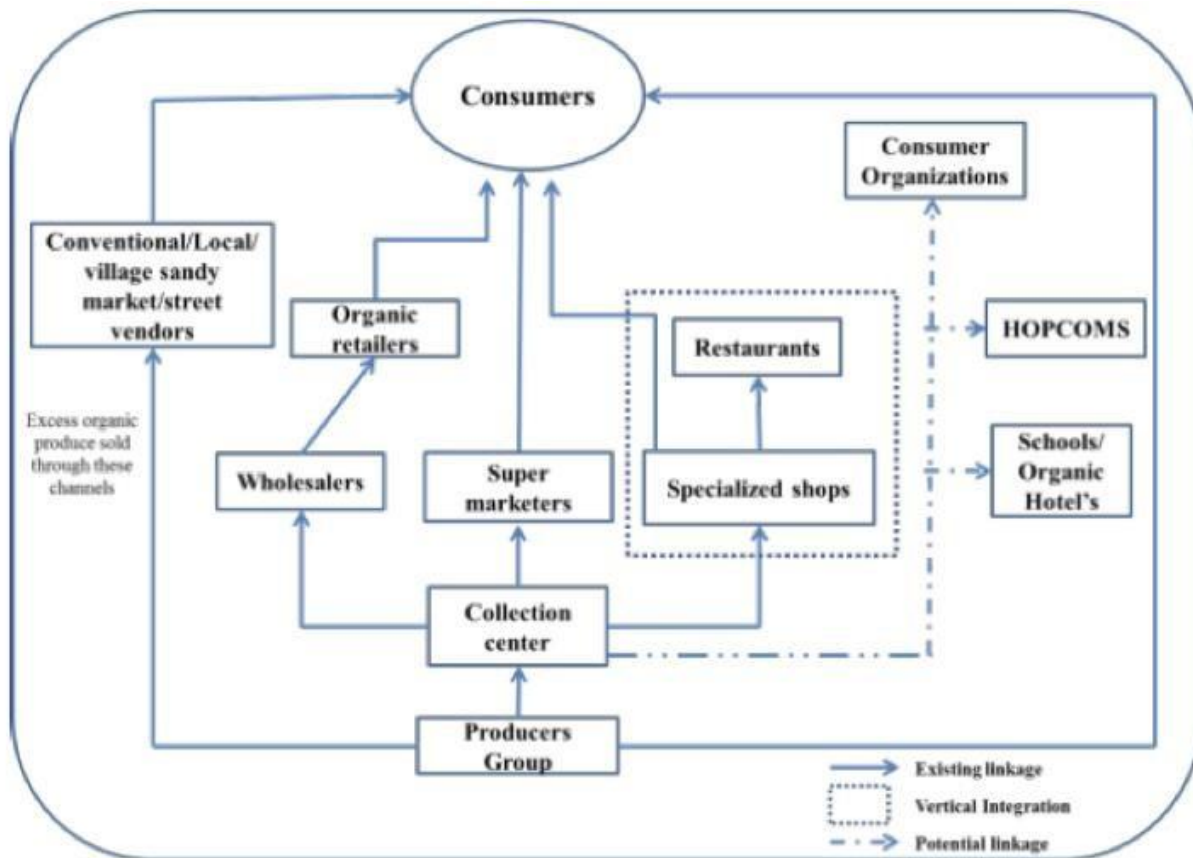 Consumers
Consumer
Organizations
Conventional/Local/
village sandy
market/street
vendors
Organic
retailers
Restaurants
HOPCOMS
Excess organic
produce sold
through these
channels
Wholesalers
Super
marketers
Specialized shops
Schools/
Organic
Hotel's
Collection
center
Producers
Group
Existing linkage
Vertical Integration
Potential linkage